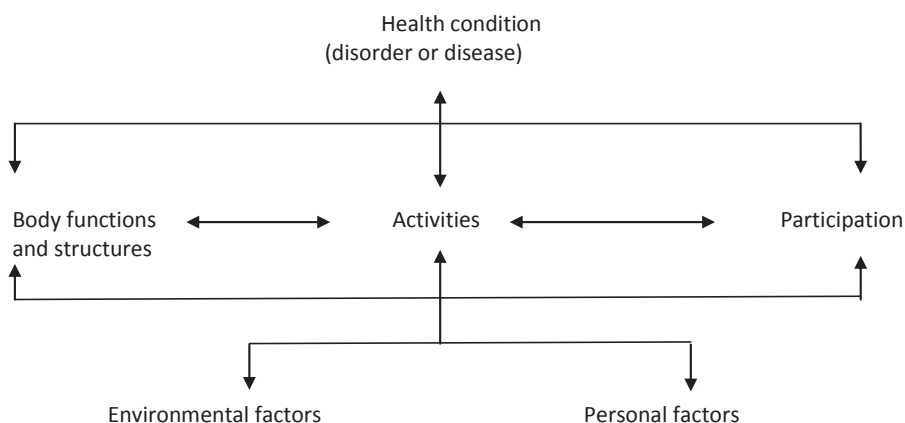 Health condition
(disorder or disease)
Body functions
and structures
Activities
Participation
Environmental factors
Personal factors